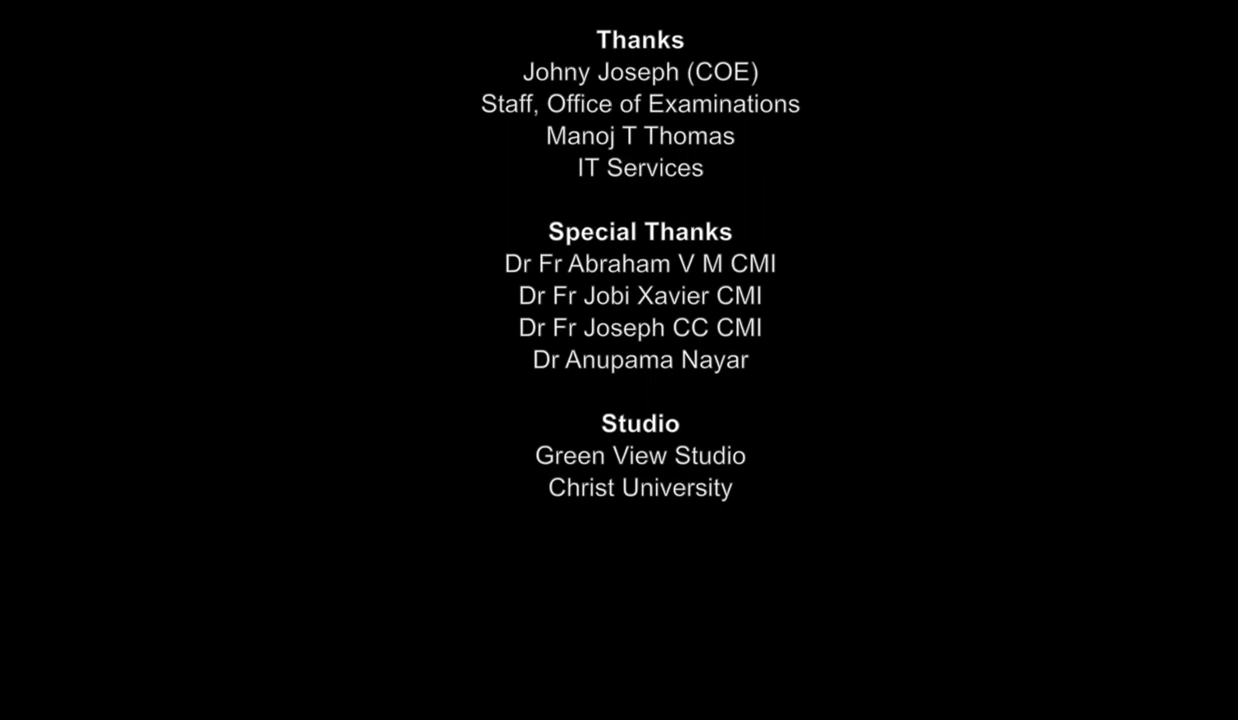 Thanks
Johny Joseph (COE)
Staff, Office of Examinations
Manoj T Thomas
IT Services
Special Thanks
Dr Fr Abraham V M CMI
Dr Fr Jobi Xavier CMI
Dr Fr Joseph CC CMI
Dr Anupama Nayar
Studio
Green View Studio
Christ University